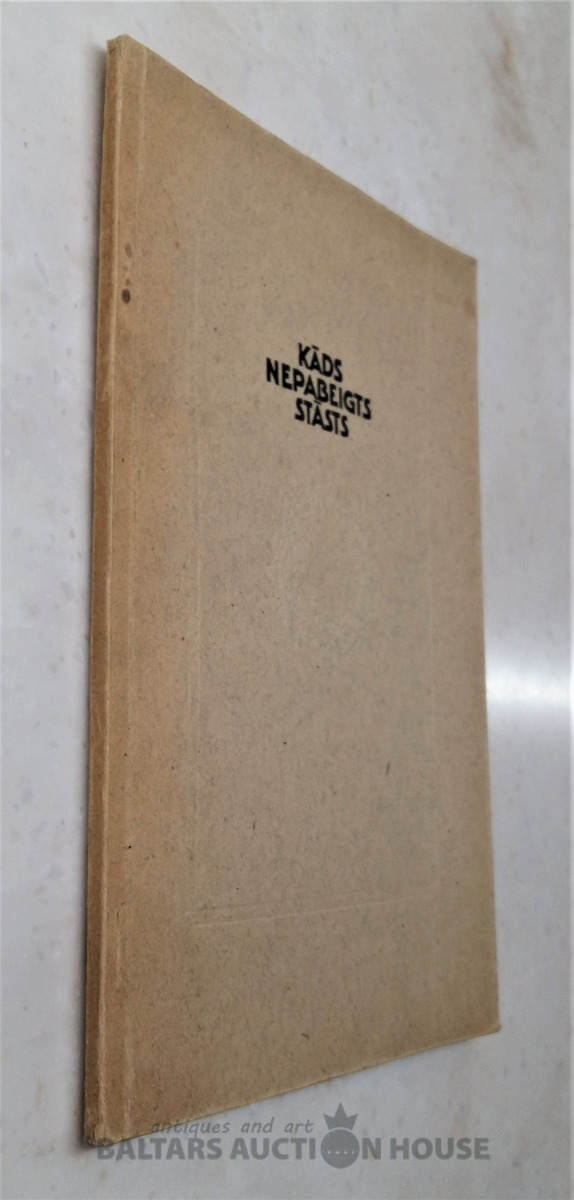 KĀDS
NEPABEIGTS
STĀSTS
antiques and art
BALTARS AUCTION HOUSE